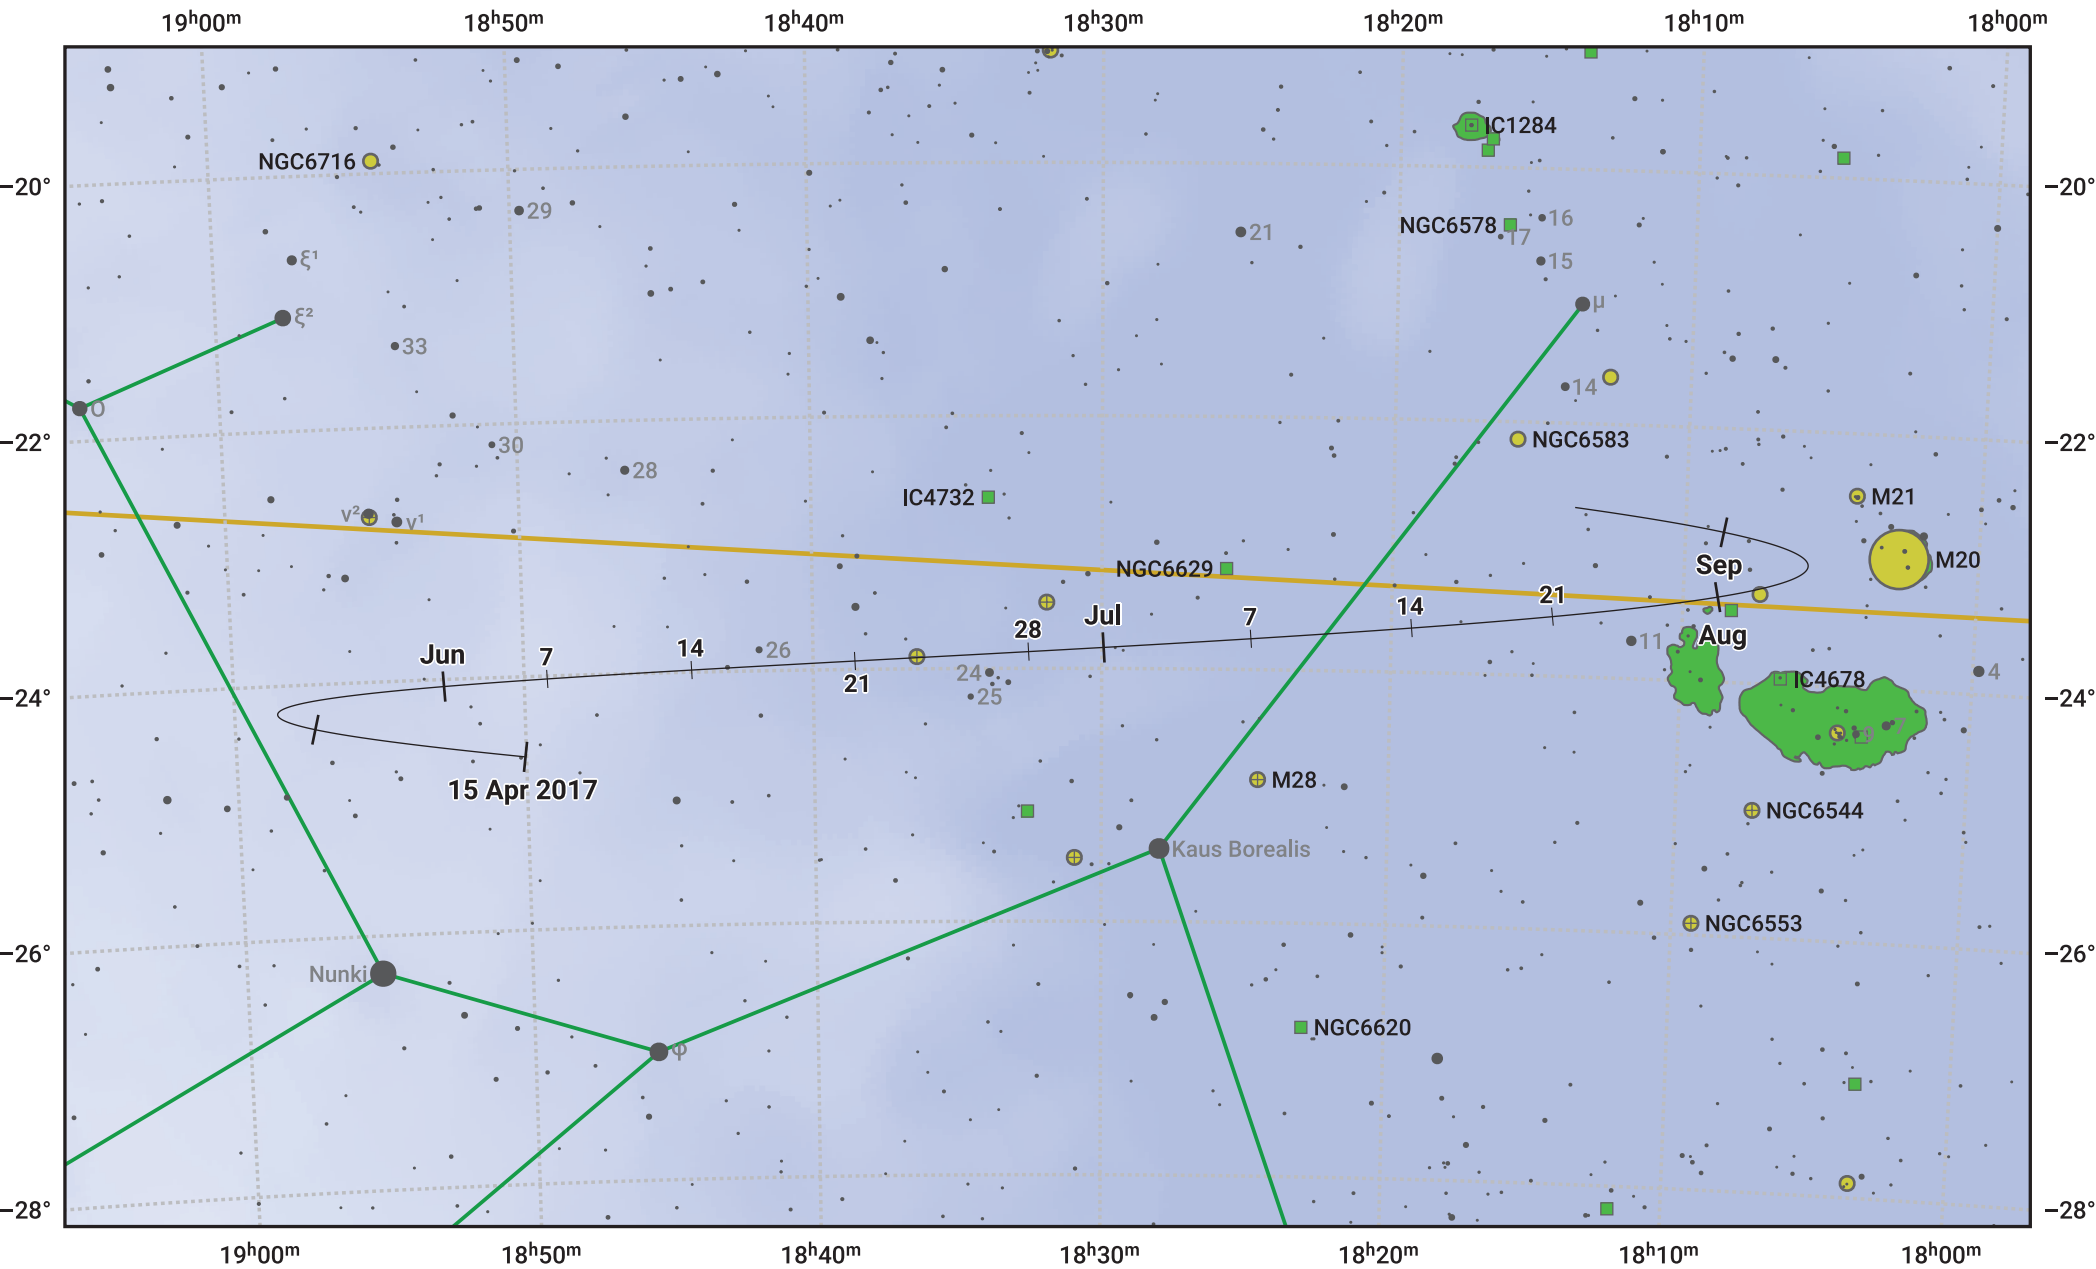 19ʰ00ᵐ 18ʰ50ᵐ 18ʰ40ᵐ 18ʰ30ᵐ 18ʰ20ᵐ 18ʰ10ᵐ 18ʰ00ᵐ
IC1284
NGC6716
−20° −20°
29
16
NGC6578
21
17
ξ¹
15
μ
ξ²
33
14
ο
22
−22° −22°
30
NGC6583
28
IC4732
M21
ν²
ν¹
M20
Sep
NGC6629
21
14
Jul
7
28
Aug
11
14
26
Jun
7
24
4
IC4678
21
25
−24° −24°
7
9
M28
15 Apr 2017
NGC6544
Kaus Borealis
NGC6553
−26° −26°
Nunki
NGC6620
φ
−28° −28°
19ʰ00ᵐ 18ʰ50ᵐ 18ʰ40ᵐ 18ʰ30ᵐ 18ʰ20ᵐ 18ʰ10ᵐ 18ʰ00ᵐ